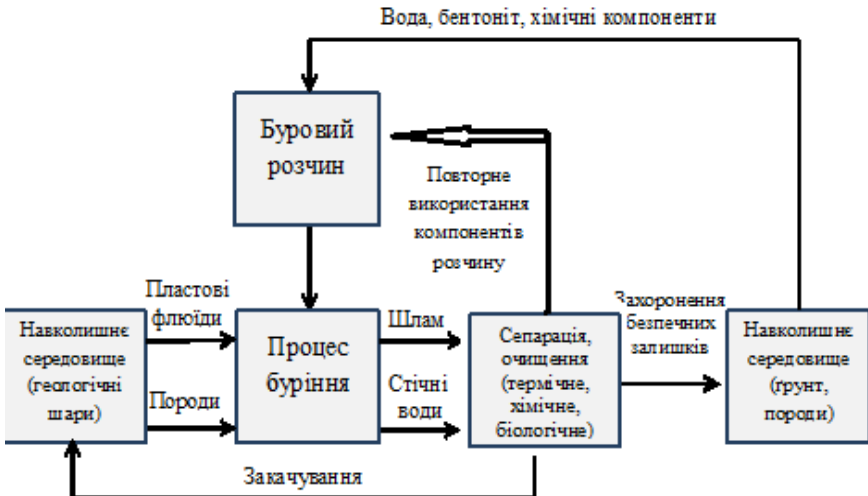 Вода, бентоніт, хімічні компоненти
Буровий
розчин
Повторне
використання
компонентів
розчину
Пластові
флюїди
Породи
Навколишнє
середовище
(геологічні
шари)
Процес
буріння
Шлам
Стічні
води
Сепарація,
очищення
(термічне,
хімічне,
біологічне)
Захоронення
безпечних
залишків
Навколишнє
середовище
(ґрунт,
породи)
Закачування